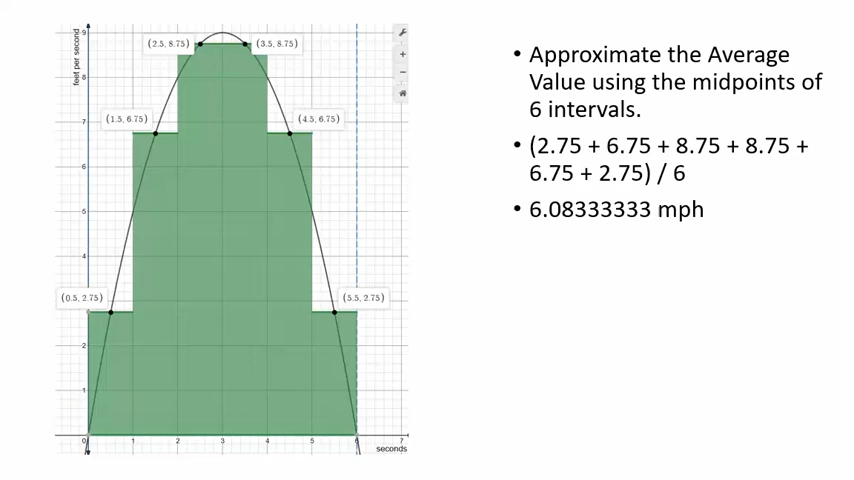 feet per second
9
(2.5, 8.75)
(3.5, 8.75)
8
(1.5, 6.75)
(4.5, 6.75)
7
6
5
4
(0.5, 2.75)
(5.5, 2.75)
2
1
0
1
2
3
4
5
6
7
seconds
• Approximate the Average
Value using the midpoints of
6 intervals.
• (2.75 + 6.75 + 8.75 + 8.75 +
6.75 + 2.75) / 6
• 6.08333333 mph